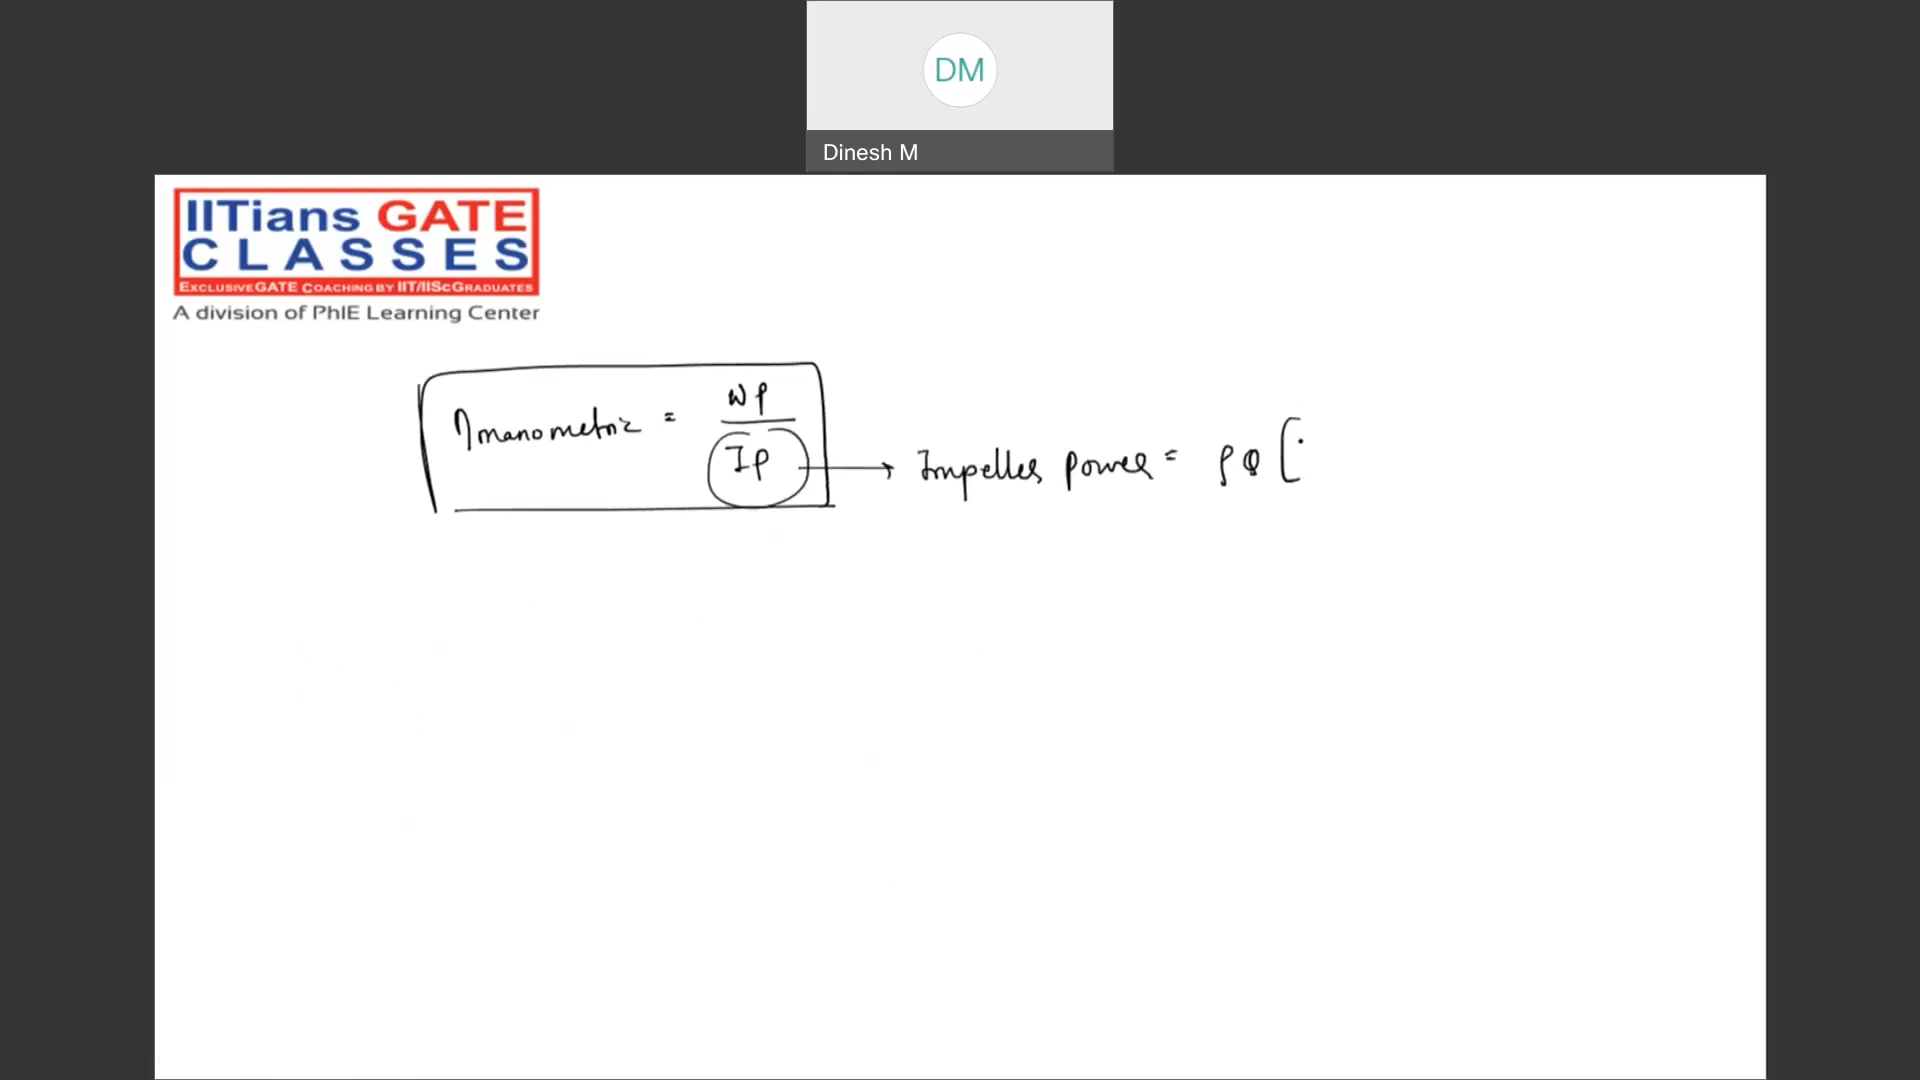 DM
Dinesh M
IITians GATE
CLASSES
EXCLUSIVE GATE COACHING BY IIT/IISc GRADUATES
A division of PhIE Learning Center
η manometric = WP / IP → Impeller Power = ρQ [